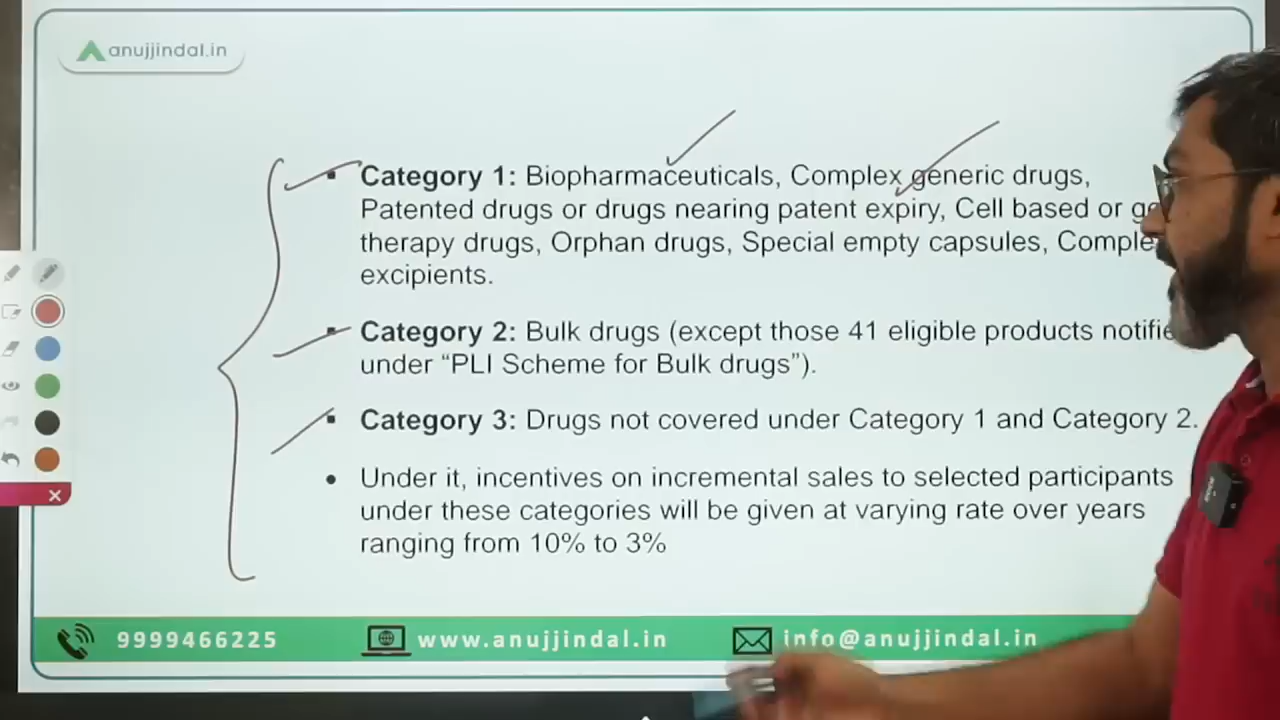 anujjindal.in
Category 1: Biopharmaceuticals, Complex generic drugs,
Patented drugs or drugs nearing patent expiry, Cell based or
therapy drugs, Orphan drugs, Special empty capsules,
excipients.
Category 2: Bulk drugs (except those 41 eligible products
under “PLI Scheme for Bulk drugs”).
Category 3: Drugs not covered under Category 1 and Category 2.
Under it, incentives on incremental sales to selected participants
under these categories will be given at varying rate over years
ranging from 10% to 3%
9999466225 www.anujjindal.in info@anujjindal.in